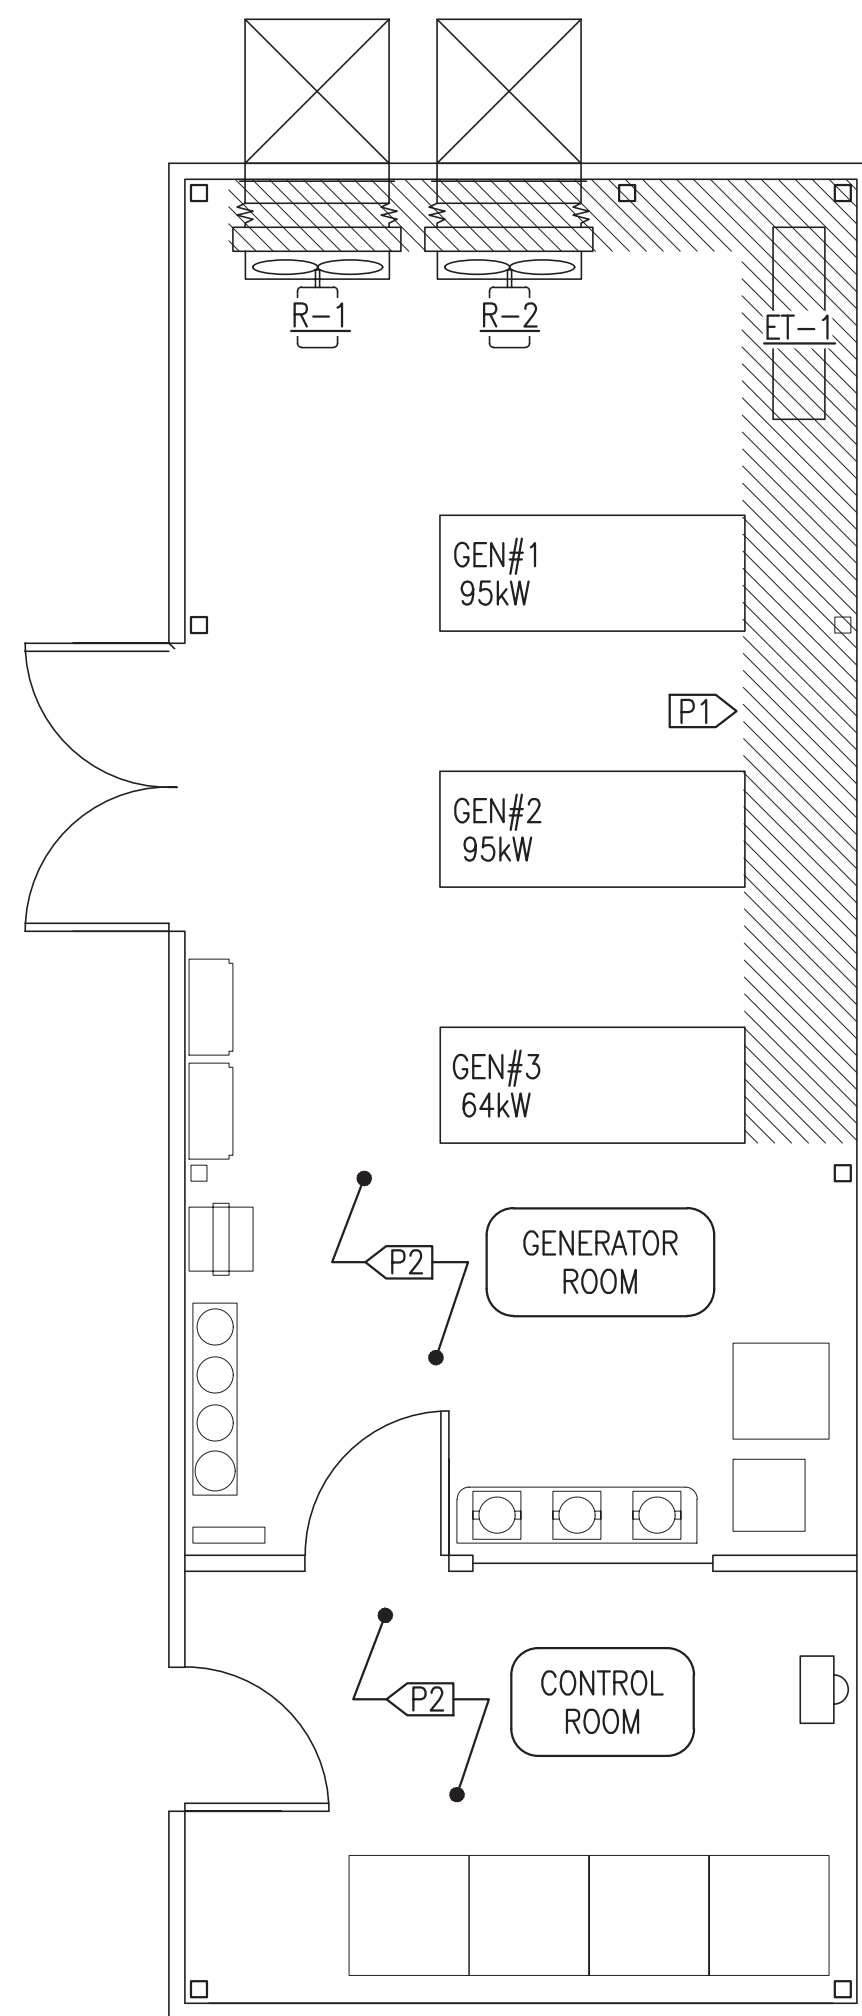 R-1
R-2
ET-1
GEN#1
95kW
P1
GEN#2
95kW
GEN#3
64kW
P2
GENERATOR
ROOM
P2
CONTROL
ROOM